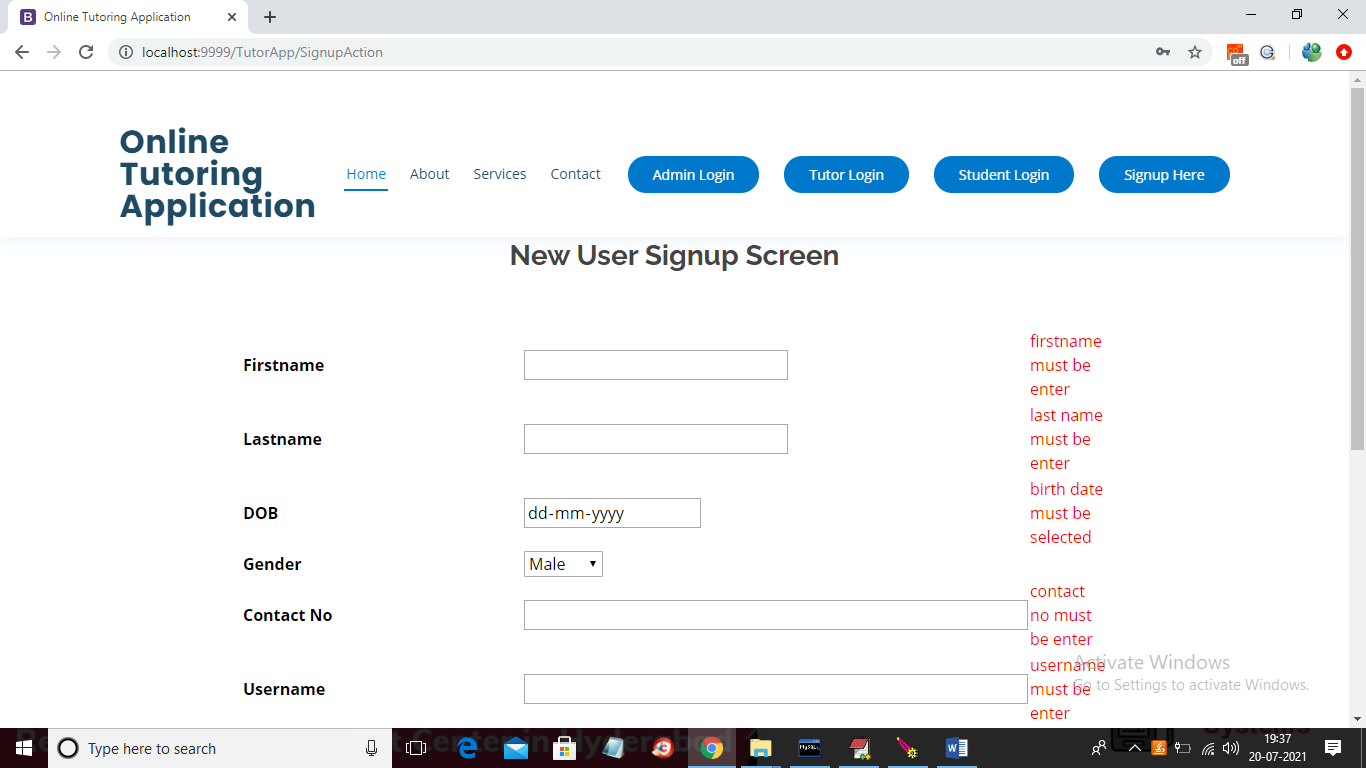 Online Tutoring Application
localhost:9999/TutorApp/SignupAction
off
Online
Tutoring
Application
Home About Services Contact Admin Login Tutor Login Student Login Signup Here
New User Signup Screen
Firstname
firstname
must be
enter
Lastname
last name
must be
enter
DOB
dd-mm-yyyy
birth date
must be
selected
Gender
Male
Contact No
contact
no must
be enter
Username
username
must be
enter
Activate Windows
Go to Settings to activate Windows.
Type here to search
19:37
20-07-2021